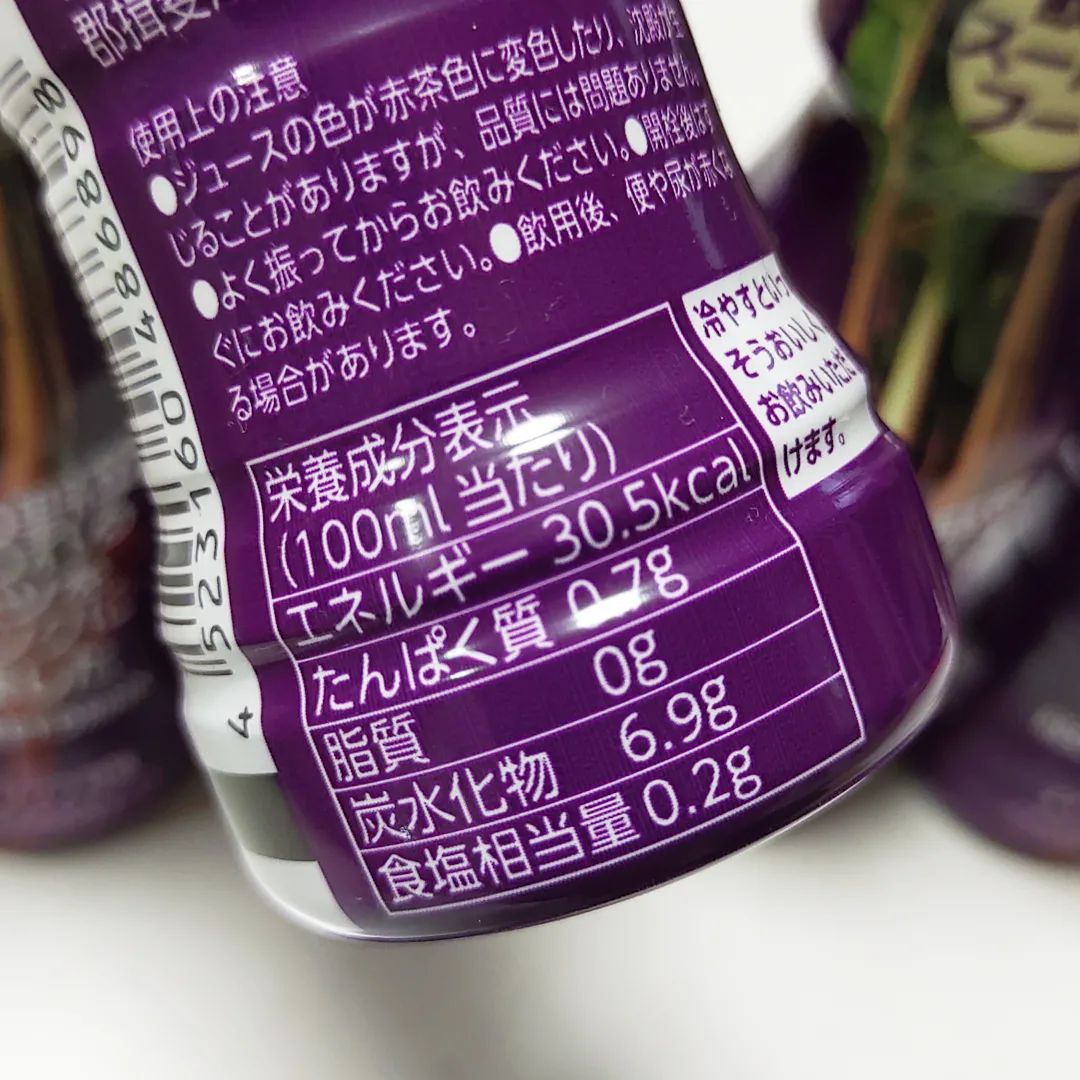 郡揖斐
使用上の注意
●ジュースの色が赤茶色に変色したり、沈殿が生
じることがありますが、品質には問題ありません。
●よく振ってからお飲みください。●開栓後はす
ぐにお飲みください。●飲用後、便や尿が赤くな
る場合があります。
冷やすといっ
そうおいしく
お飲みいただ
けます。
栄養成分表示
(100ml 当たり)
エネルギー 30.5kcal
たんぱく質 0.7g
脂質 0g
炭水化物 6.9g
食塩相当量 0.2g
4 523160 486898
スー
フー